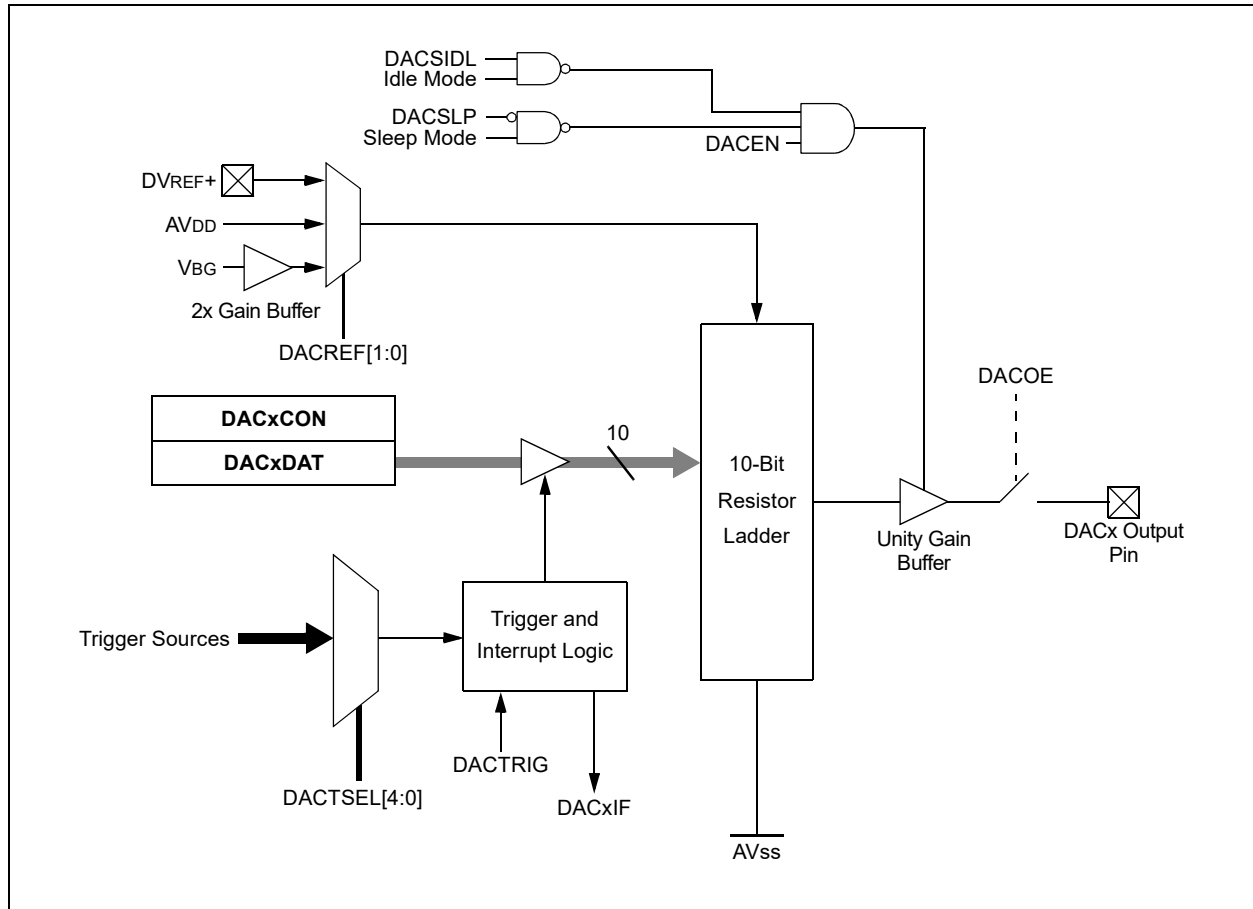 DACSIDL
Idle Mode
DACSLP
Sleep Mode
DACEN
DVREF+
AVDD
VBG
2x Gain Buffer
DACREF[1:0]
DACxCON
DACxDAT
10
10-Bit
Resistor
Ladder
DACOE
Unity Gain
Buffer
DACx Output
Pin
Trigger Sources
Trigger and
Interrupt Logic
DACTRIG
DACTSEL[4:0]
DACxIF
AVss